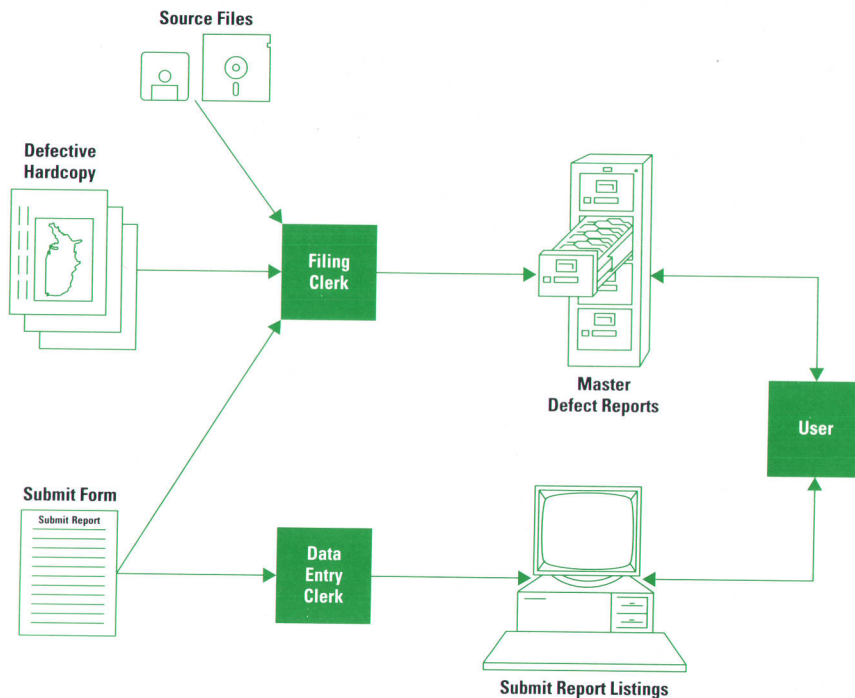 Source Files
Defective
Hardcopy
Filing
Clerk
Master
Defect Reports
User
Submit Form
Submit Report
Data
Entry
Clerk
Submit Report Listings